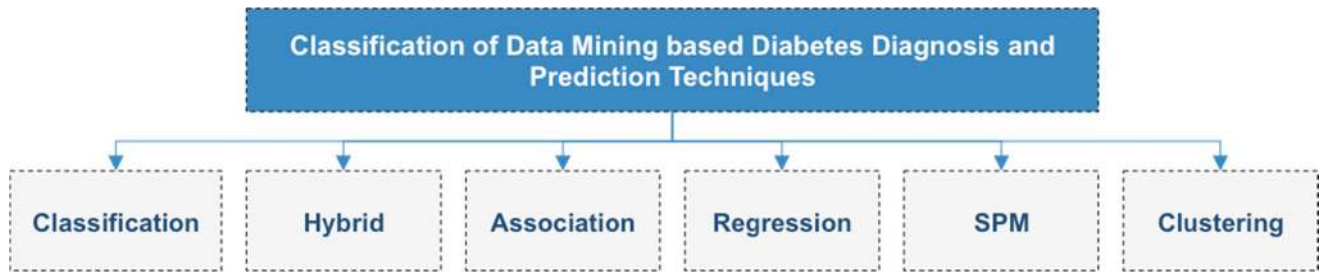 Classification of Data Mining based Diabetes Diagnosis and
Prediction Techniques
Classification
Hybrid
Association
Regression
SPM
Clustering